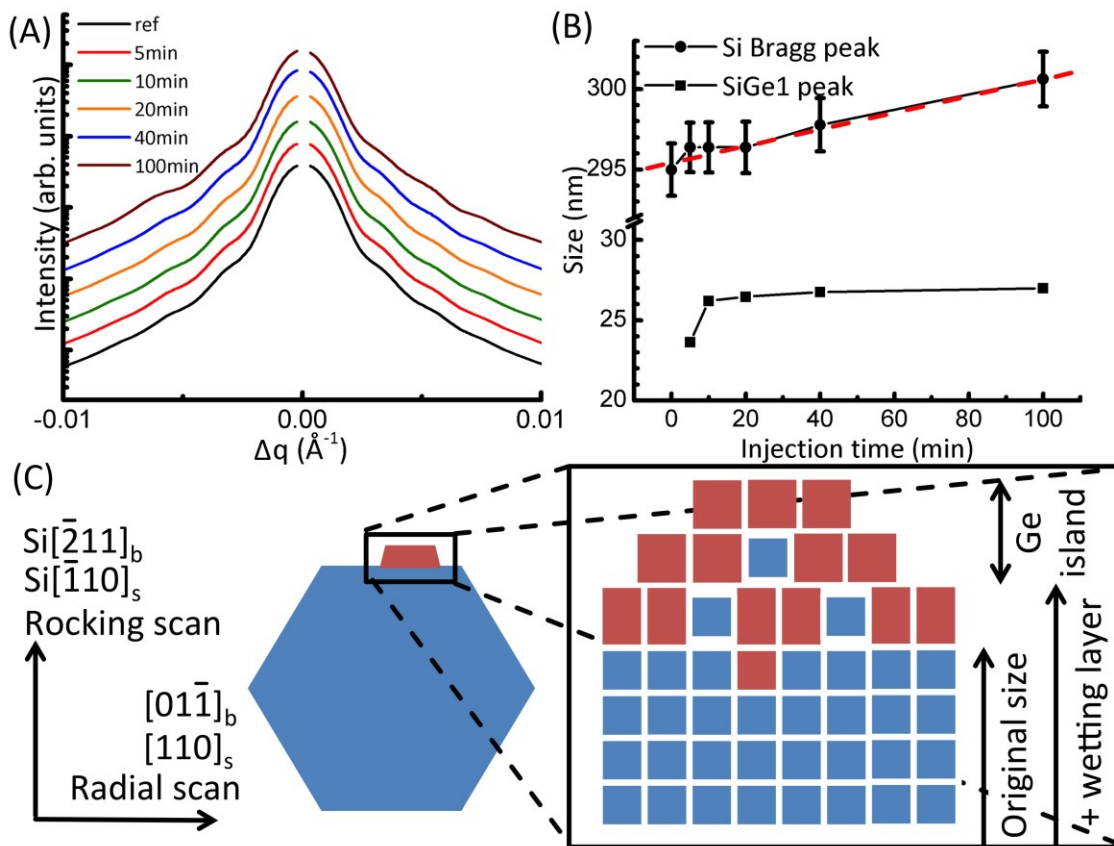 (A)
ref
5min
10min
20min
40min
100min
Intensity (arb. units)
-0.01
0.00
0.01
Δq (Å⁻¹)
(B)
Si Bragg peak
SiGe1 peak
300
295
30
25
20
Size (nm)
0
20
40
60
80
100
Injection time (min)
(C)
Si[2̄11]b
Si[1̄10]s
Rocking scan
[011̄]b
[110]s
Radial scan
Ge
island
Original size
+ wetting layer